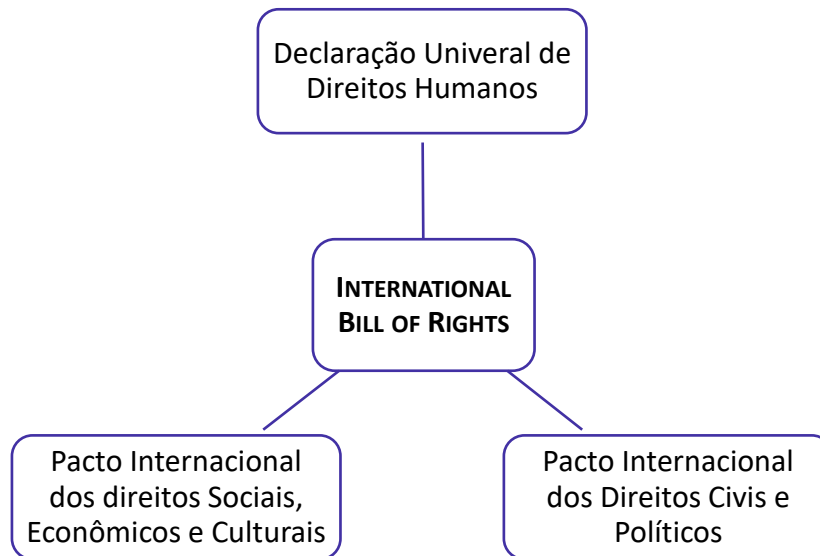 Declaração Univeral de
Direitos Humanos
INTERNATIONAL
BILL OF RIGHTS
Pacto Internacional
dos direitos Sociais,
Econômicos e Culturais
Pacto Internacional
dos Direitos Civis e
Políticos